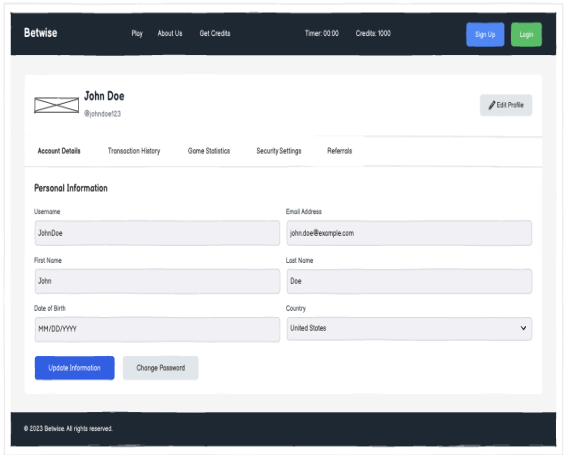 Betwise Play About Us Get Credits Timer: 00:00 Credits: 1000 Sign Up Login
John Doe
@johndoe123
Edit Profile
Account Details Transaction History Game Statistics Security Settings Referrals
Personal Information
Username Email Address
JohnDoe john.doe@example.com
First Name Last Name
John Doe
Date of Birth Country
MM/DD/YYYY United States
Update Information Change Password
© 2023 Betwise. All rights reserved.